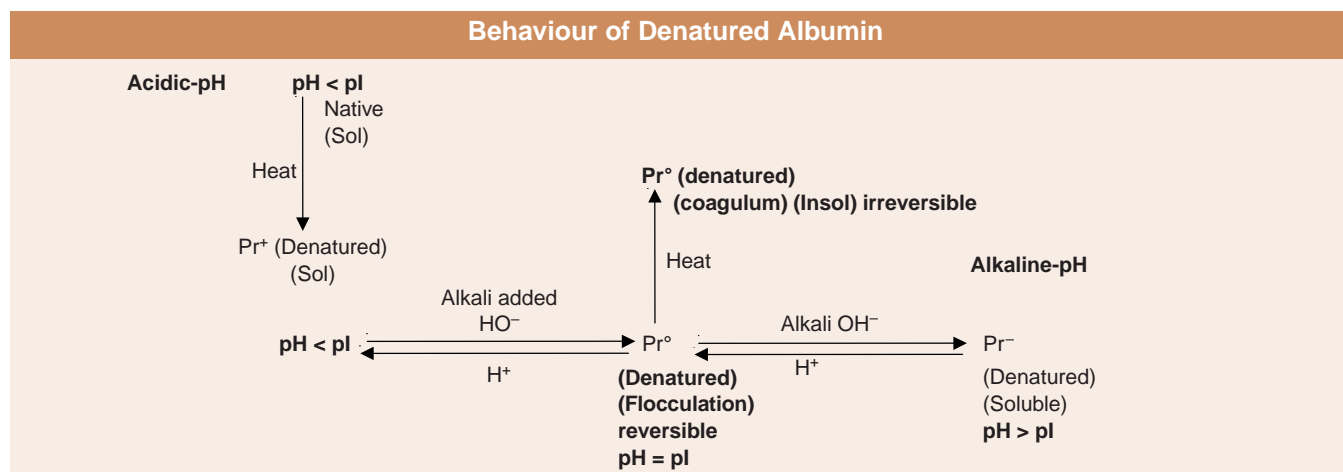 Behaviour of Denatured Albumin
Acidic-pH pH < pI
Native
(Sol)
Heat
Pr⁺ (Denatured)
(Sol)
Pr° (denatured)
(coagulum) (Insol) irreversible
Heat
Alkaline-pH
Alkali added
HO⁻
Alkali OH⁻
pH < pI
Pr°
Pr⁻
H⁺
H⁺
(Denatured)
(Flocculation)
reversible
pH = pI
(Denatured)
(Soluble)
pH > pI